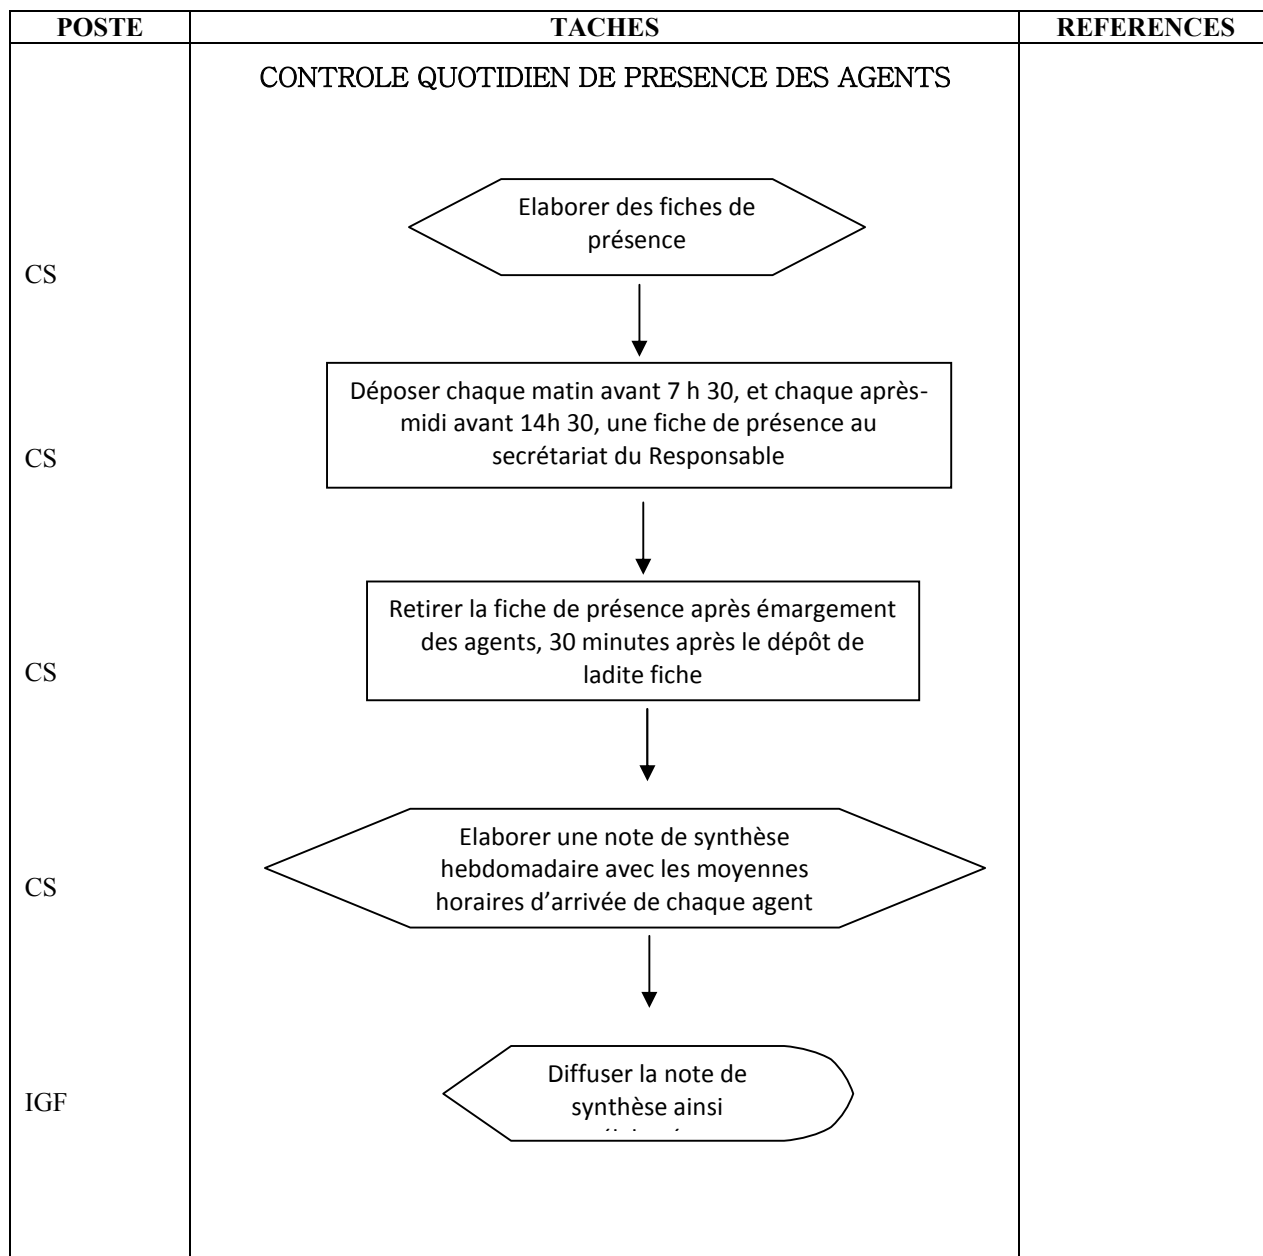 POSTE TACHES REFERENCES
CONTROLE QUOTIDIEN DE PRESENCE DES AGENTS
Elaborer des fiches de
présence
CS
Déposer chaque matin avant 7 h 30, et chaque après-
midi avant 14h 30, une fiche de présence au
secrétariat du Responsable
CS
Retirer la fiche de présence après émargement
des agents, 30 minutes après le dépôt de
ladite fiche
CS
Elaborer une note de synthèse
hebdomadaire avec les moyennes
horaires d’arrivée de chaque agent
CS
Diffuser la note de
synthèse ainsi
IGF